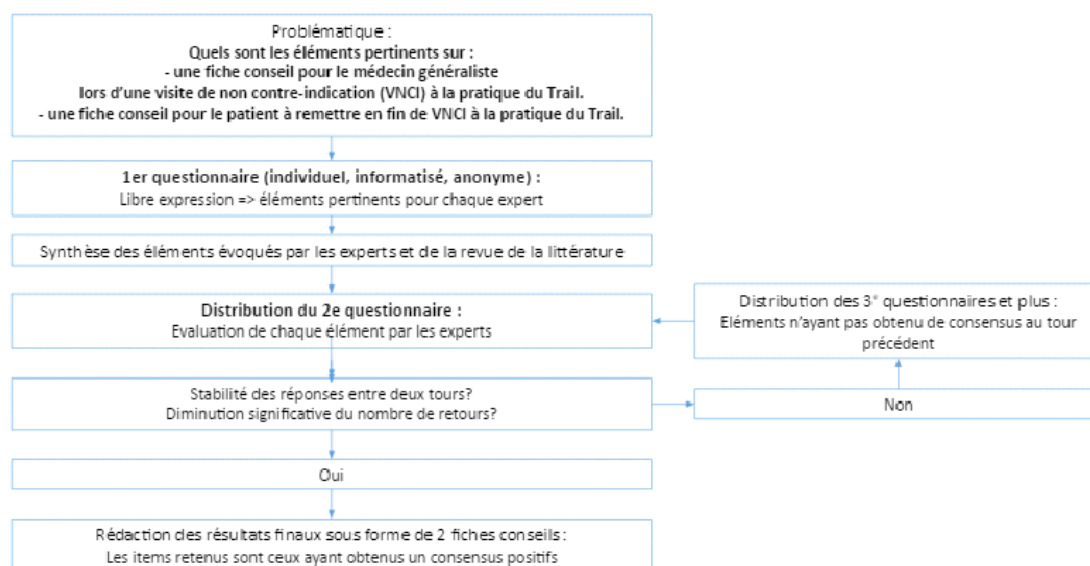 Problématique :
Quels sont les éléments pertinents sur :
- une fiche conseil pour le médecin généraliste
lors d'une visite de non contre-indication (VNCI) à la pratique du Trail.
- une fiche conseil pour le patient à remettre en fin de VNCI à la pratique du Trail.
1er questionnaire (individuel, informatisé, anonyme) :
Libre expression => éléments pertinents pour chaque expert
Synthèse des éléments évoqués par les experts et de la revue de la littérature
Distribution du 2e questionnaire :
Evaluation de chaque élément par les experts
Distribution des 3° questionnaires et plus :
Eléments n'ayant pas obtenu de consensus au tour
précédent
Stabilité des réponses entre deux tours?
Diminution significative du nombre de retours?
Non
Oui
Rédaction des résultats finaux sous forme de 2 fiches conseils :
Les items retenus sont ceux ayant obtenus un consensus positifs